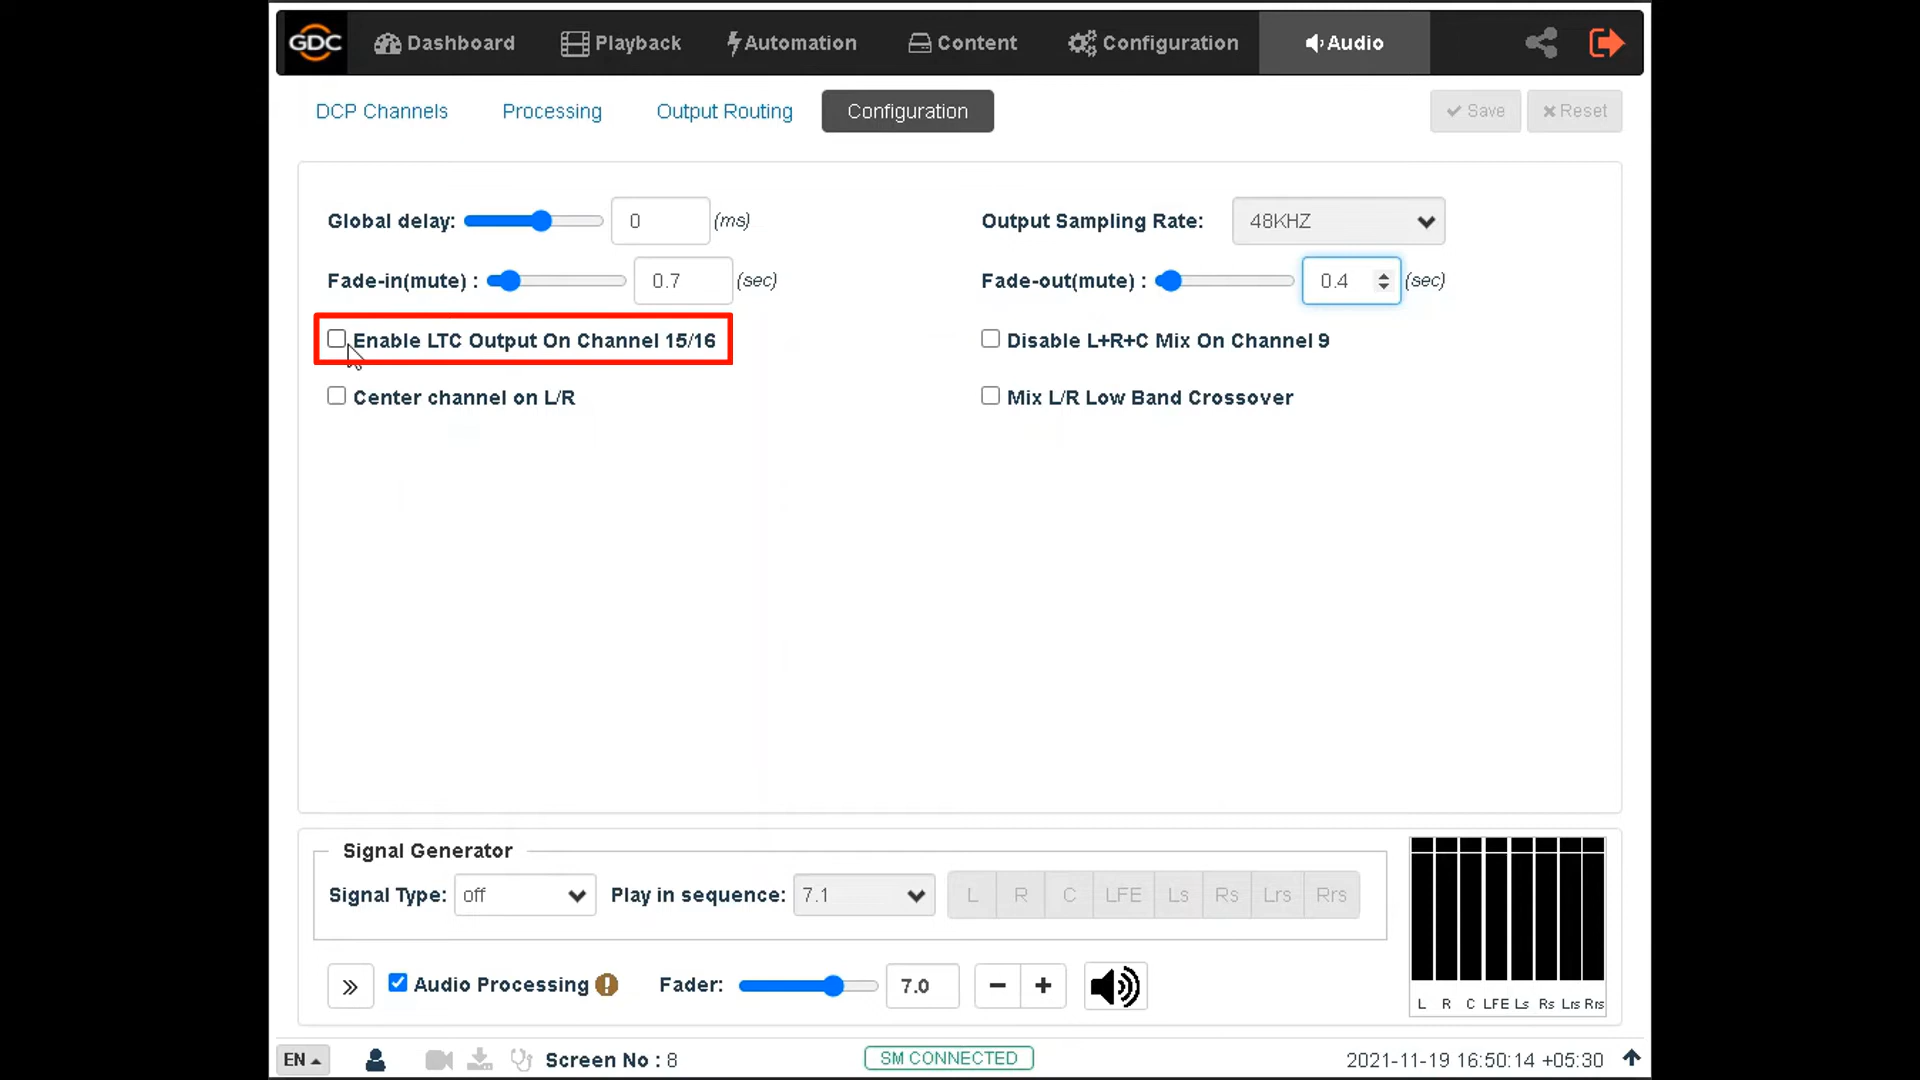 GDC Dashboard Playback Automation Content Configuration Audio
DCP Channels Processing Output Routing Configuration Save Reset
Global delay: 0 (ms) Output Sampling Rate: 48KHZ
Fade-in(mute) : 0.7 (sec) Fade-out(mute) : 0.4 (sec)
Enable LTC Output On Channel 15/16 Disable L+R+C Mix On Channel 9
Center channel on L/R Mix L/R Low Band Crossover
Signal Generator
Signal Type: off Play in sequence: 7.1 L R C LFE Ls Rs Lrs Rrs
Audio Processing Fader: 7.0 − +
L R C LFE Ls Rs Lrs Rrs
EN Screen No : 8 SM CONNECTED 2021-11-19 16:50:14 +05:30